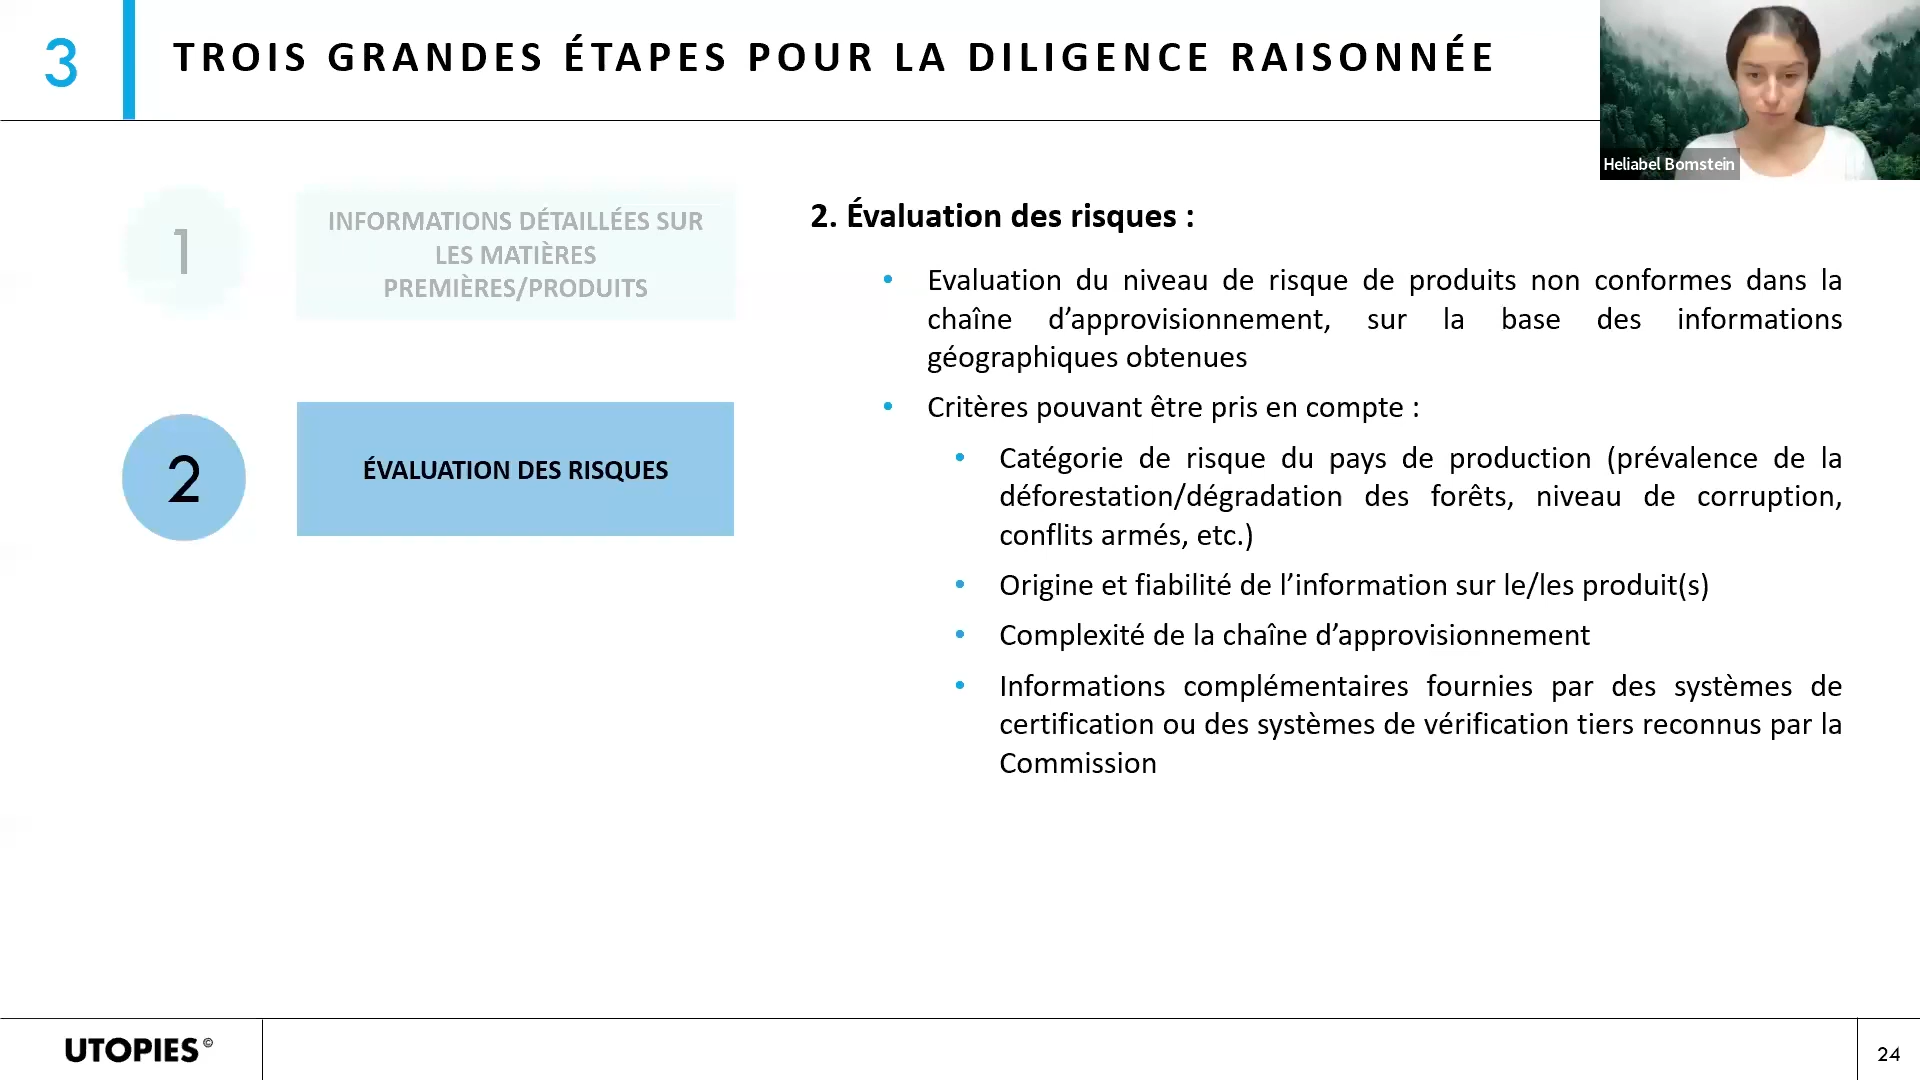 3
TROIS GRANDES ÉTAPES POUR LA DILIGENCE RAISONNÉE
Heliabel Bomstein
1
INFORMATIONS DÉTAILLÉES SUR
LES MATIÈRES
PREMIÈRES/PRODUITS
2
ÉVALUATION DES RISQUES
2. Évaluation des risques :
• Evaluation du niveau de risque de produits non conformes dans la
chaîne d’approvisionnement, sur la base des informations
géographiques obtenues
• Critères pouvant être pris en compte :
• Catégorie de risque du pays de production (prévalence de la
déforestation/dégradation des forêts, niveau de corruption,
conflits armés, etc.)
• Origine et fiabilité de l’information sur le/les produit(s)
• Complexité de la chaîne d’approvisionnement
• Informations complémentaires fournies par des systèmes de
certification ou des systèmes de vérification tiers reconnus par la
Commission
UTOPIES©
24